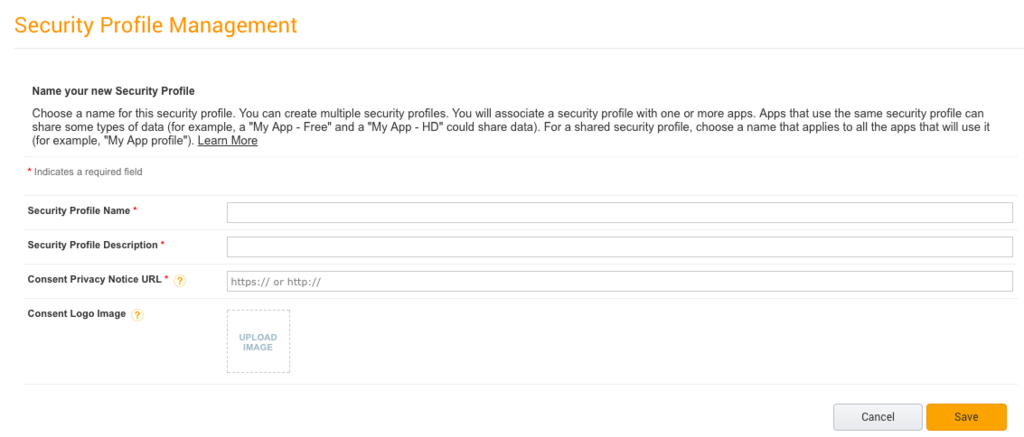 Security Profile Management
Name your new Security Profile
Choose a name for this security profile. You can create multiple security profiles. You will associate a security profile with one or more apps. Apps that use the same security profile can
share some types of data (for example, a "My App - Free" and a "My App - HD" could share data). For a shared security profile, choose a name that applies to all the apps that will use it
(for example, "My App profile"). Learn More
* Indicates a required field
Security Profile Name *
Security Profile Description *
Consent Privacy Notice URL * ?
https:// or http://
Consent Logo Image ?
UPLOAD
IMAGE
Cancel Save